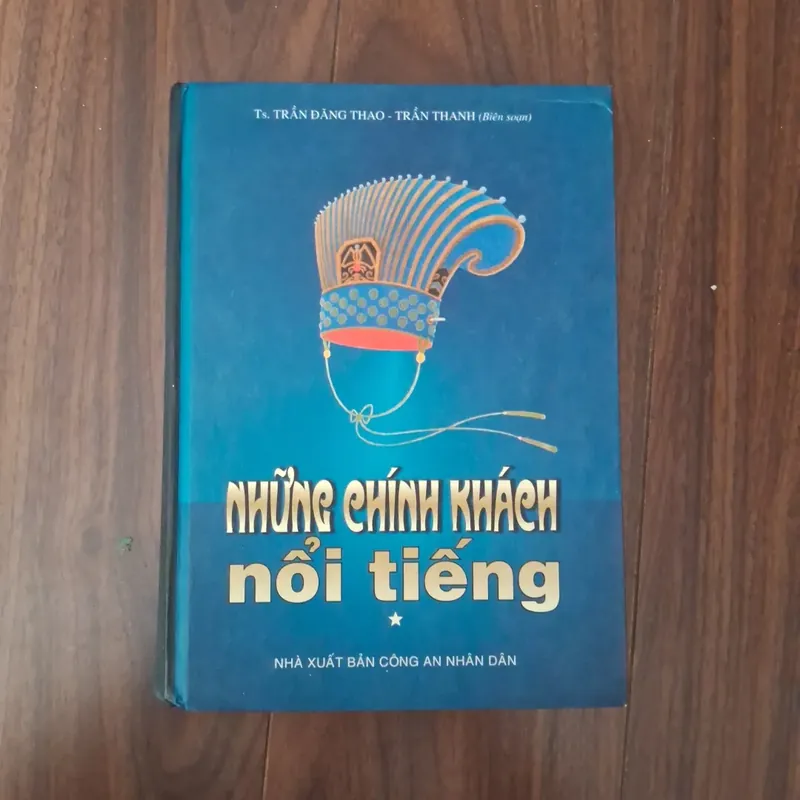 Ts. TRẦN ĐĂNG THAO - TRẦN THANH (Biên soạn)
NHỮNG CHÍNH KHÁCH
nổi tiếng
NHÀ XUẤT BẢN CÔNG AN NHÂN DÂN